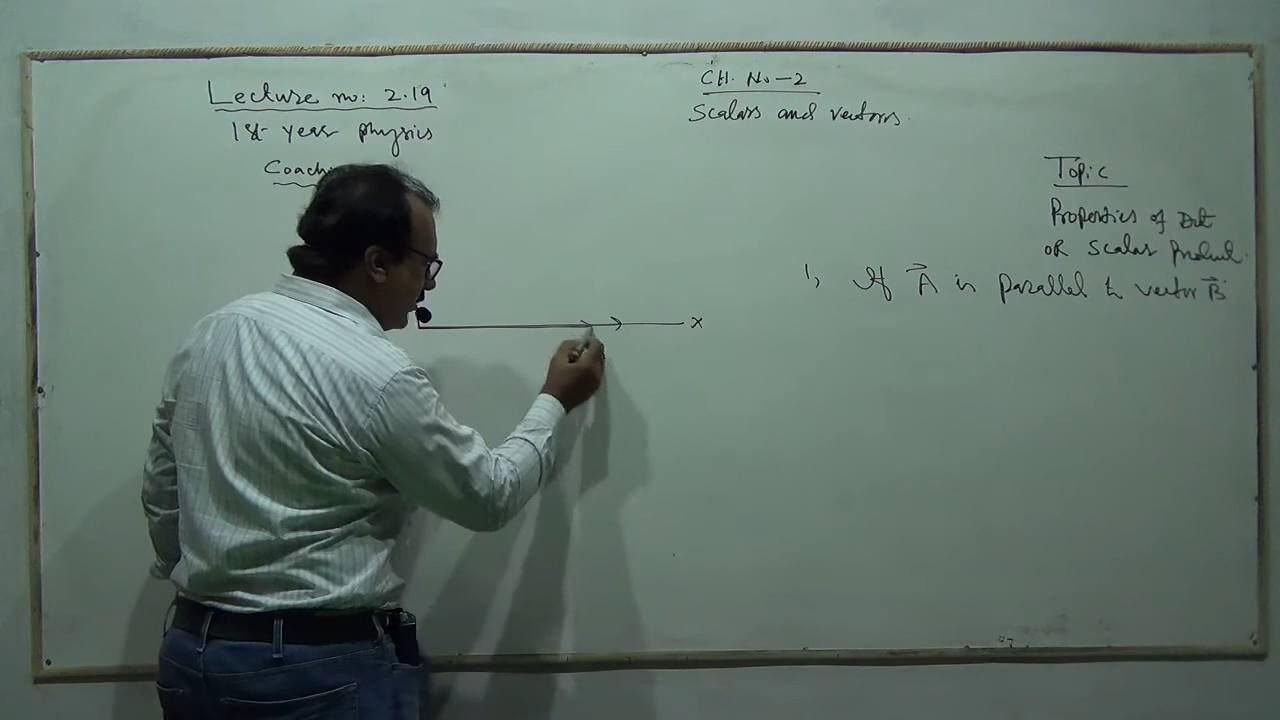 Lecture no: 2.19
1st year physics
CH. No-2
Scalars and vectors.
Topic
Properties of Dot
OR Scalar Product.
1, If A⃗ is parallel to vector B⃗
x